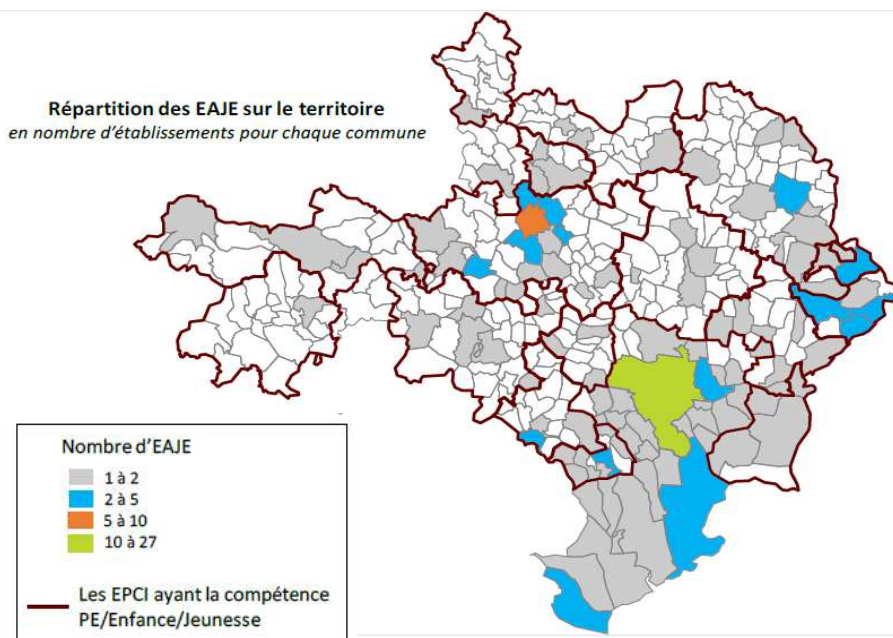 Répartition des EAJE sur le territoire
en nombre d'établissements pour chaque commune
Nombre d'EAJE
1 à 2
2 à 5
5 à 10
10 à 27
Les EPCI ayant la compétence
PE/Enfance/Jeunesse